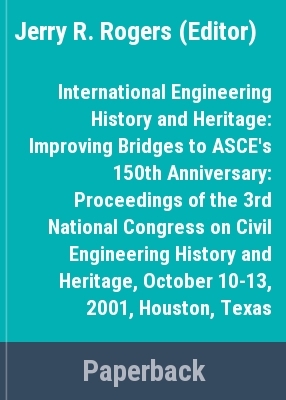 Jerry R. Rogers (Editor)
International Engineering
History and Heritage:
Improving Bridges to ASCE's
150th Anniversary:
Proceedings of the 3rd
National Congress on Civil
Engineering History and
Heritage, October 10-13,
2001, Houston, Texas
Paperback